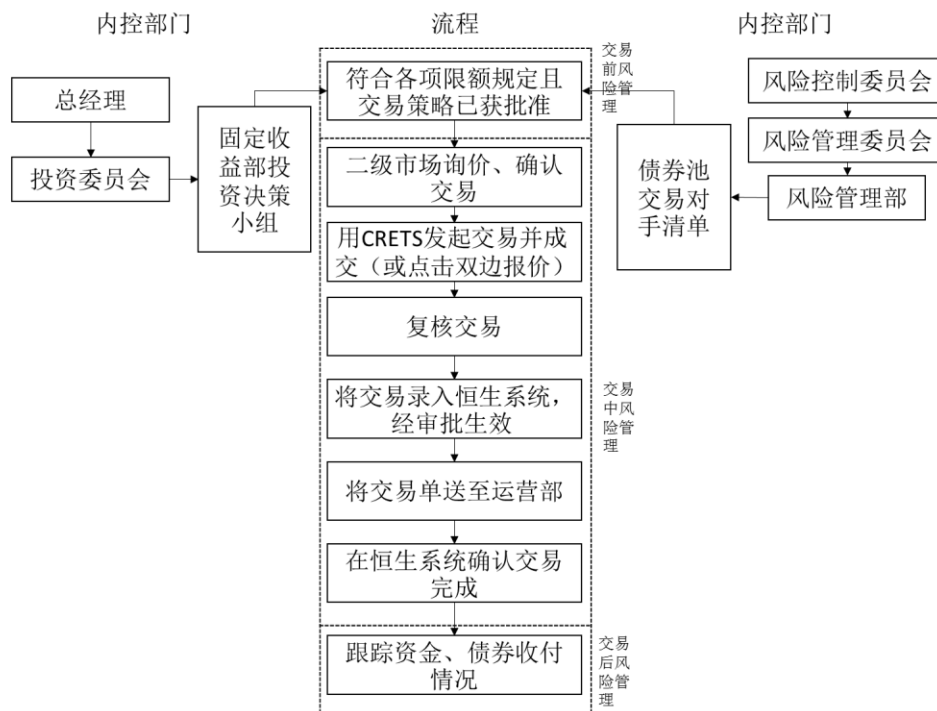 内控部门
流程
内控部门
总经理
投资委员会
固定收
益部投
资决策
小组
符合各项限额规定且
交易策略已获批准
二级市场询价、确认
交易
用CRETS发起交易并成
交（或点击双边报价）
复核交易
将交易录入恒生系统，
经审批生效
将交易单送至运营部
在恒生系统确认交易
完成
跟踪资金、债券收付
情况
交易
前风
险管
理
交易
中风
险管
理
交易
后风
险管
理
债券池
交易对
手清单
风险控制委员会
风险管理委员会
风险管理部